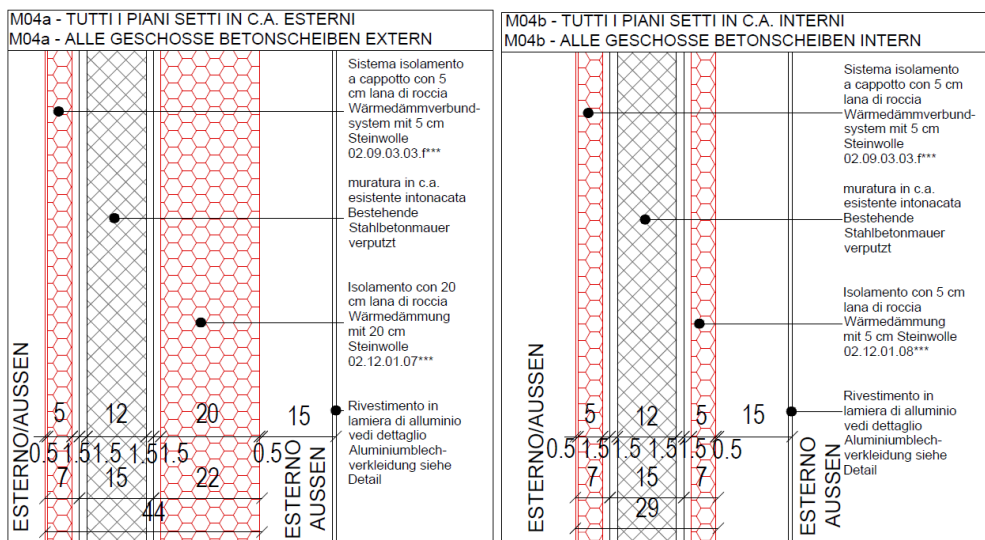 M04a - TUTTI I PIANI SETTI IN C.A. ESTERNI
M04a - ALLE GESCHOSSE BETONSCHEIBEN EXTERN
Sistema isolamento
a cappotto con 5
cm lana di roccia
Wärmedämmverbund-
system mit 5 cm
Steinwolle
02.09.03.03.f***
muratura in c.a.
esistente intonacata
Bestehende
Stahlbetonmauer
verputzt
Isolamento con 20
cm lana di roccia
Wärmedämmung
mit 20 cm
Steinwolle
02.12.01.07***
Rivestimento in
lamiera di alluminio
vedi dettaglio
Aluminiumblech-
verkleidung siehe
Detail
ESTERNO/AUSSEN
5 12 20 15
0.5 1.5 1.5 1.5 1.5 0.5
7 15 22
44
ESTERNO
AUSSEN
M04b - TUTTI I PIANI SETTI IN C.A. INTERNI
M04b - ALLE GESCHOSSE BETONSCHEIBEN INTERN
Sistema isolamento
a cappotto con 5 cm
lana di roccia
Wärmedämmverbund-
system mit 5 cm
Steinwolle
02.09.03.03.f***
muratura in c.a.
esistente intonacata
Bestehende
Stahlbetonmauer
verputzt
Isolamento con 5 cm
lana di roccia
Wärmedämmung
mit 5 cm Steinwolle
02.12.01.08***
Rivestimento in
lamiera di alluminio
vedi dettaglio
Aluminiumblech-
verkleidung siehe
Detail
ESTERNO/AUSSEN
5 12 5 15
0.5 1.5 1.5 1.5 1.5 0.5
7 15 7
29
ESTERNO
AUSSEN